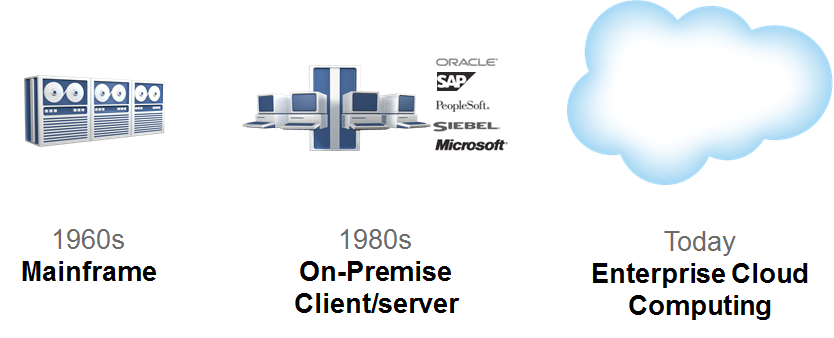 ORACLE
SAP
PeopleSoft.
SIEBEL.
Microsoft
1960s
Mainframe
1980s
On-Premise
Client/server
Today
Enterprise Cloud
Computing